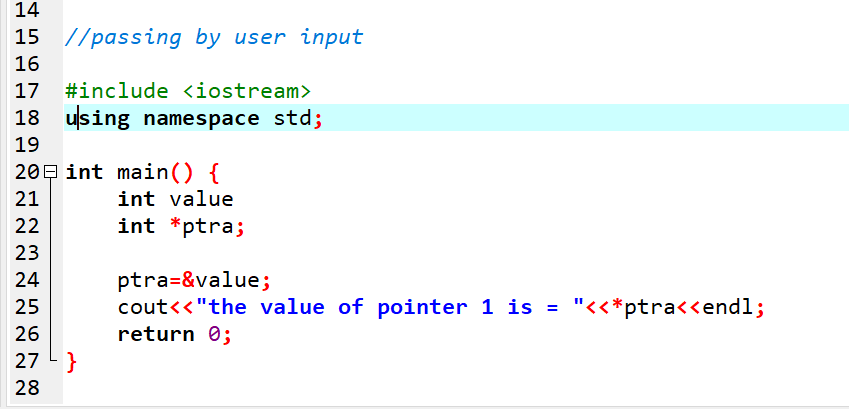 14
15 //passing by user input
16
17 #include <iostream>
18 using namespace std;
19
20 int main() {
21 int value
22 int *ptra;
23
24 ptra=&value;
25 cout<<"the value of pointer 1 is = "<<*ptra<<endl;
26 return 0;
27 }
28